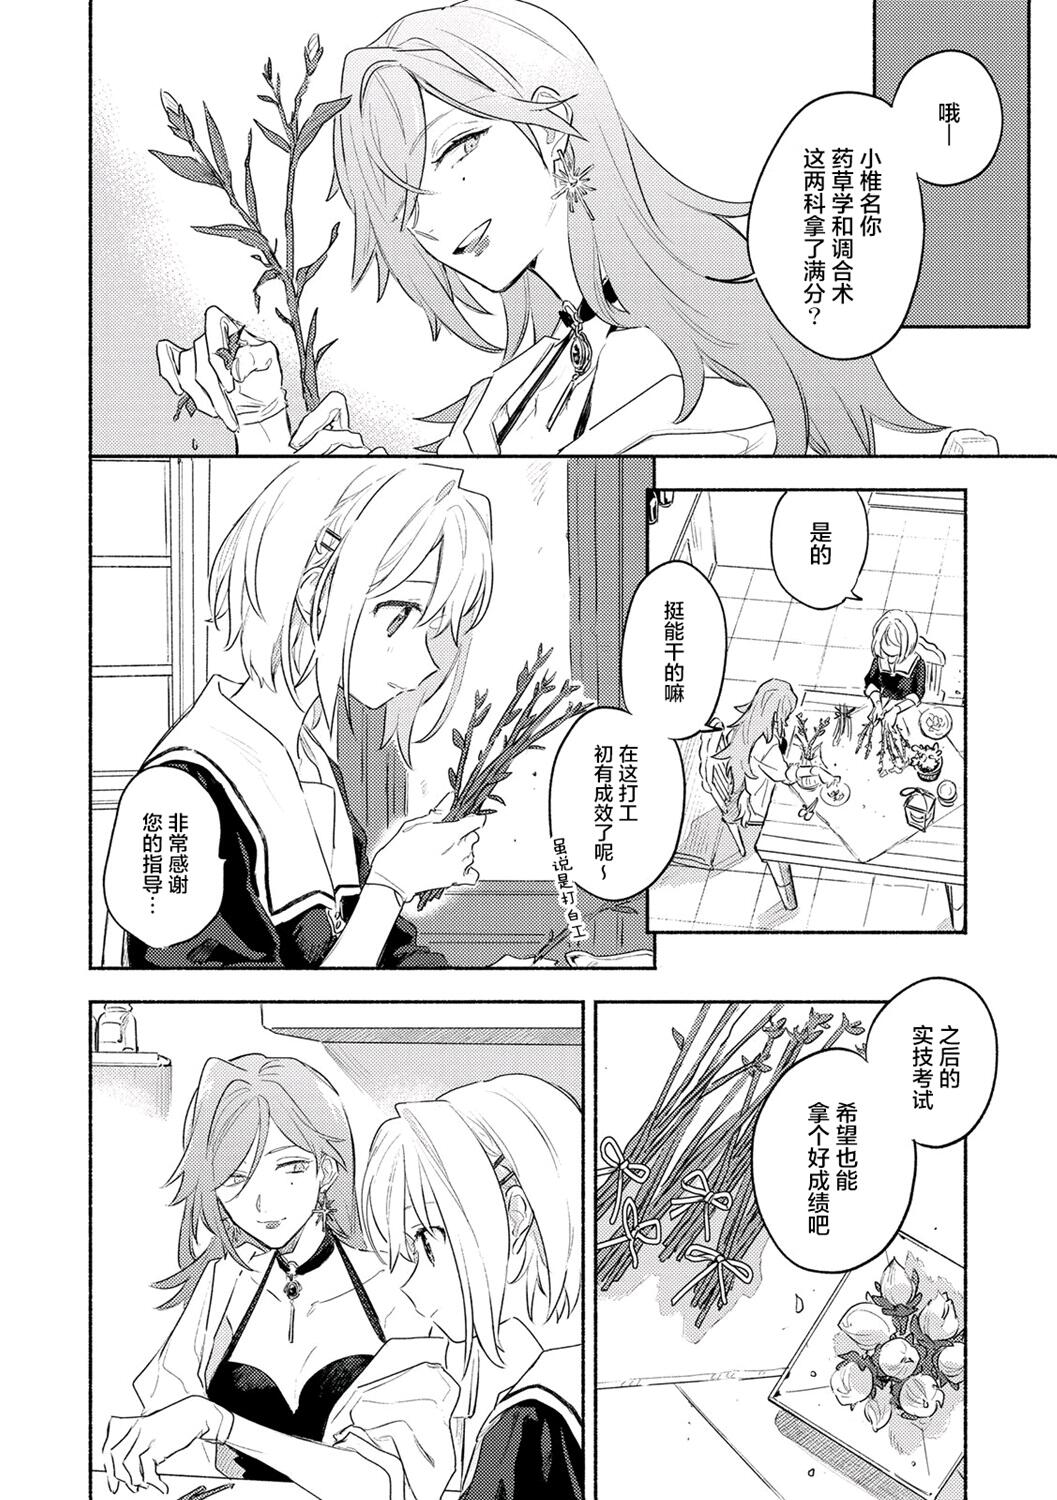 哦—
小椎名你
药草学和调合术
这两科拿了满分？
是的
挺能干的嘛
在这打工
初有成效了呢～
虽说是打白工
非常感谢
您的指导…
之后的
实技考试
希望也能
拿个好成绩吧